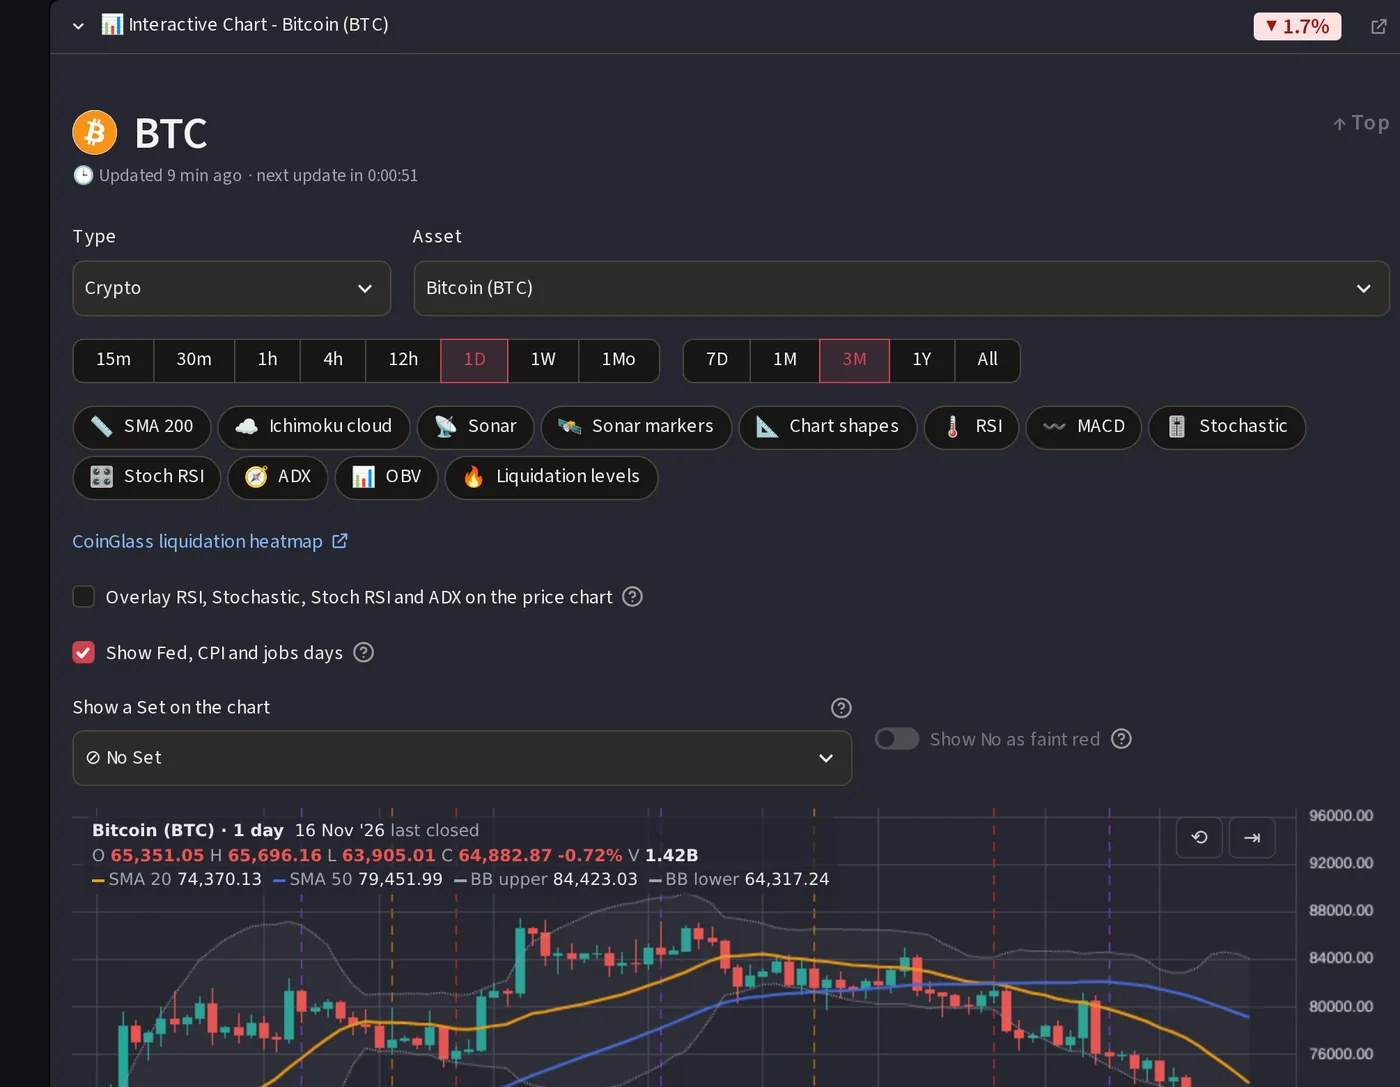 Interactive Chart - Bitcoin (BTC)
▼ 1.7%
BTC
↑ Top
Updated 9 min ago · next update in 0:00:51
Type
Asset
Crypto
Bitcoin (BTC)
15m 30m 1h 4h 12h 1D 1W 1Mo 7D 1M 3M 1Y All
SMA 200 Ichimoku cloud Sonar Sonar markers Chart shapes RSI MACD Stochastic
Stoch RSI ADX OBV Liquidation levels
CoinGlass liquidation heatmap
Overlay RSI, Stochastic, Stoch RSI and ADX on the price chart
Show Fed, CPI and jobs days
Show a Set on the chart
⊘ No Set
Show No as faint red
Bitcoin (BTC) · 1 day 16 Nov '26 last closed
O 65,351.05 H 65,696.16 L 63,905.01 C 64,882.87 -0.72% V 1.42B
SMA 20 74,370.13 SMA 50 79,451.99 BB upper 84,423.03 BB lower 64,317.24
96000.00
92000.00
88000.00
84000.00
80000.00
76000.00